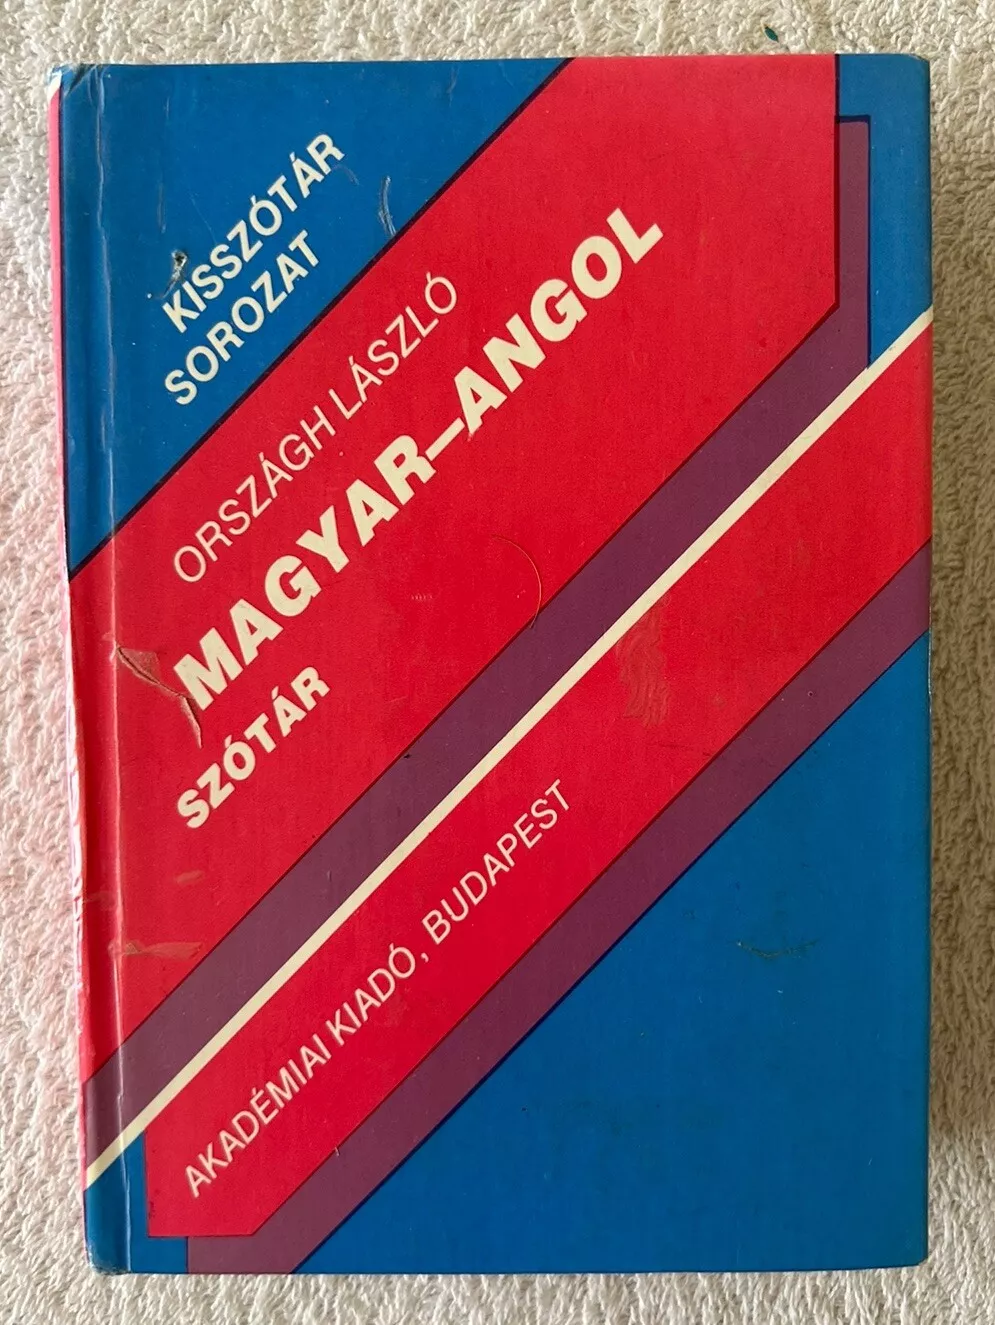 KISSZÓTÁR
SOROZAT
ORSZÁGH LÁSZLÓ
MAGYAR–ANGOL
SZÓTÁR
AKADÉMIAI KIADÓ, BUDAPEST